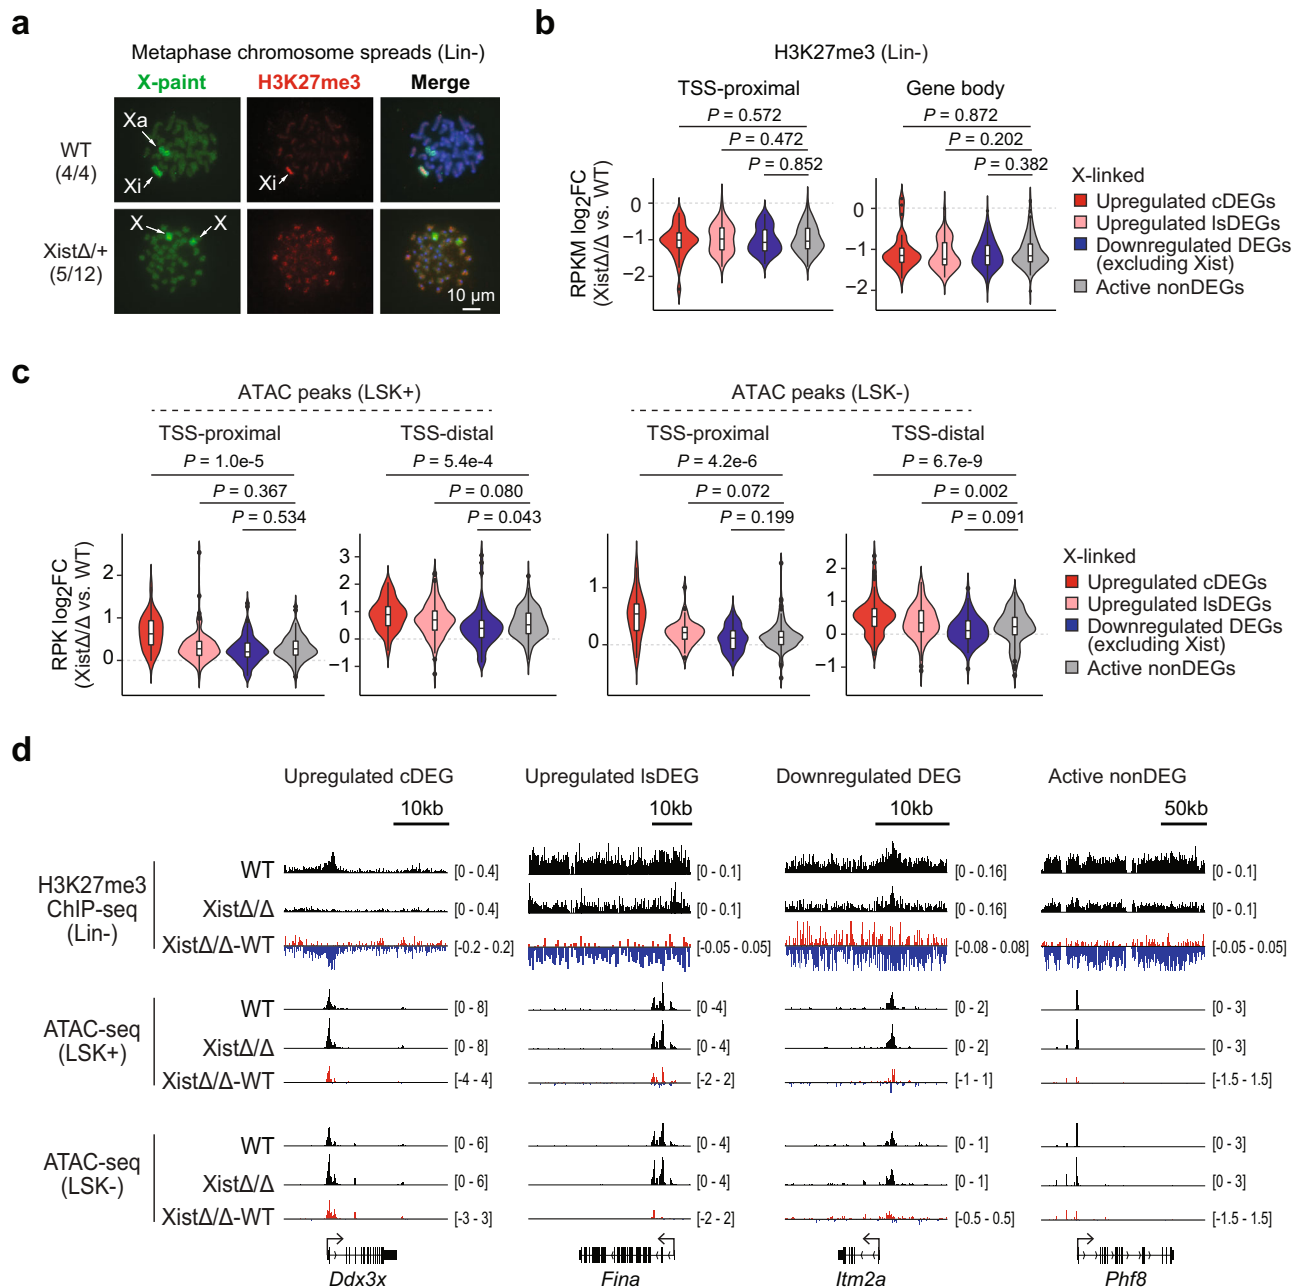 a
Metaphase chromosome spreads (Lin-)
X-paint H3K27me3 Merge
WT
(4/4)
Xa
Xi
Xi
XistΔ/+
(5/12)
X X
10 µm
b
H3K27me3 (Lin-)
TSS-proximal
P = 0.572
P = 0.472
P = 0.852
Gene body
P = 0.872
P = 0.202
P = 0.382
RPKM log2FC
(XistΔ/Δ vs. WT)
0
−1
−2
0
−1
−2
X-linked
Upregulated cDEGs
Upregulated lsDEGs
Downregulated DEGs
(excluding Xist)
Active nonDEGs
c
ATAC peaks (LSK+)
TSS-proximal
P = 1.0e-5
P = 0.367
P = 0.534
TSS-distal
P = 5.4e-4
P = 0.080
P = 0.043
ATAC peaks (LSK-)
TSS-proximal
P = 4.2e-6
P = 0.072
P = 0.199
TSS-distal
P = 6.7e-9
P = 0.002
P = 0.091
RPK log2FC
(XistΔ/Δ vs. WT)
2
1
0
3
2
1
0
−1
1
0
2
1
0
−1
X-linked
Upregulated cDEGs
Upregulated lsDEGs
Downregulated DEGs
(excluding Xist)
Active nonDEGs
d
Upregulated cDEG Upregulated lsDEG Downregulated DEG Active nonDEG
10kb 10kb 10kb 50kb
H3K27me3
ChIP-seq
(Lin-)
WT [0 - 0.4] [0 - 0.1] [0 - 0.16] [0 - 0.1]
XistΔ/Δ [0 - 0.4] [0 - 0.1] [0 - 0.16] [0 - 0.1]
XistΔ/Δ-WT [-0.2 - 0.2] [-0.05 - 0.05] [-0.08 - 0.08] [-0.05 - 0.05]
ATAC-seq
(LSK+)
WT [0 - 8] [0 -4] [0 - 2] [0 - 3]
XistΔ/Δ [0 - 8] [0 - 4] [0 - 2] [0 - 3]
XistΔ/Δ-WT [-4 - 4] [-2 - 2] [-1 - 1] [-1.5 - 1.5]
ATAC-seq
(LSK-)
WT [0 - 6] [0 - 4] [0 - 1] [0 - 3]
XistΔ/Δ [0 - 6] [0 - 4] [0 - 1] [0 - 3]
XistΔ/Δ-WT [-3 - 3] [-2 - 2] [-0.5 - 0.5] [-1.5 - 1.5]
Ddx3x Fina Itm2a Phf8